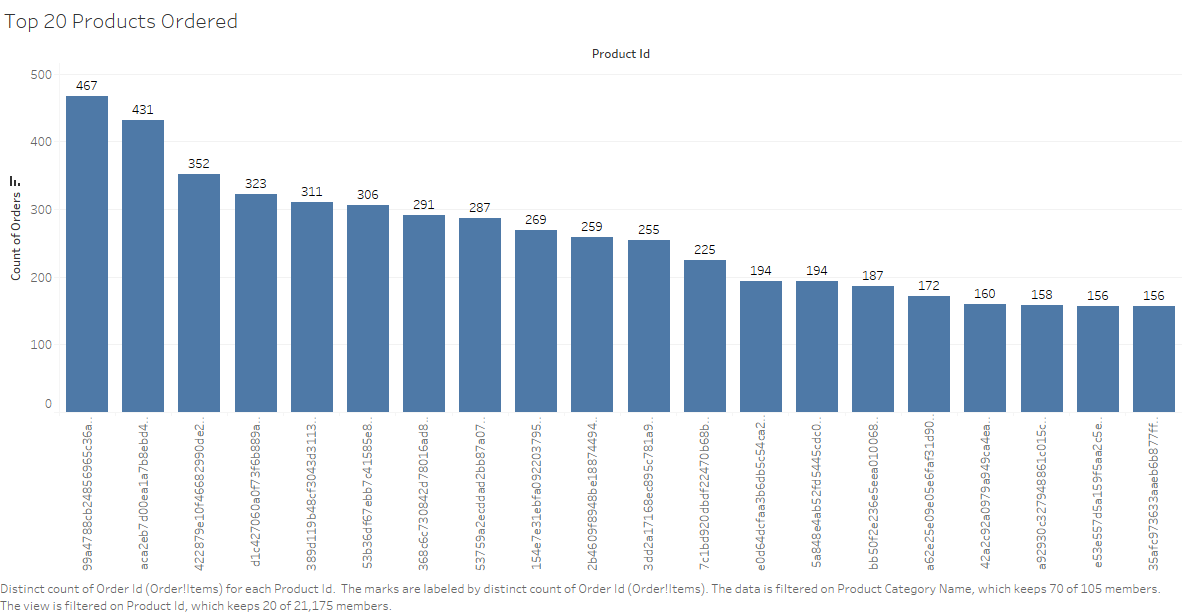 Top 20 Products Ordered
Product Id
Count of Orders
500
400
300
200
100
0
467
431
352
323
311
306
291
287
269
259
255
225
194
194
187
172
160
158
156
156
99a4788cb24856965c36a..
aca2eb7d00ea1a7b8ebd4..
422879e10f46682990de2..
d1c427060a0f73f6b889a..
389d119b48cf3043d3113..
53b36df67ebb7c41585e8..
368c6c730842d78016ad8..
53759a2ecddad2bb87a07..
154e7e31ebfa092203795..
2b4609f8948be18874494..
3dd2a17168ec895c781a9..
7c1bd920dbdf22470b68b..
e0d64dcfaa3b6db5c54ca2..
5a848e4ab52fd5445cdc0..
bb50f2e236e5eea010068..
a62e25e09e05e6faf31d90..
42a2c92a0979a949ca4ea..
a92930c327948861c015c..
e53e557d5a159f5aa2c5e..
35afc973633aaeb6b877ff..
Distinct count of Order Id (Order!Items) for each Product Id.  The marks are labeled by distinct count of Order Id (Order!Items). The data is filtered on Product Category Name, which keeps 70 of 105 members.
The view is filtered on Product Id, which keeps 20 of 21,175 members.